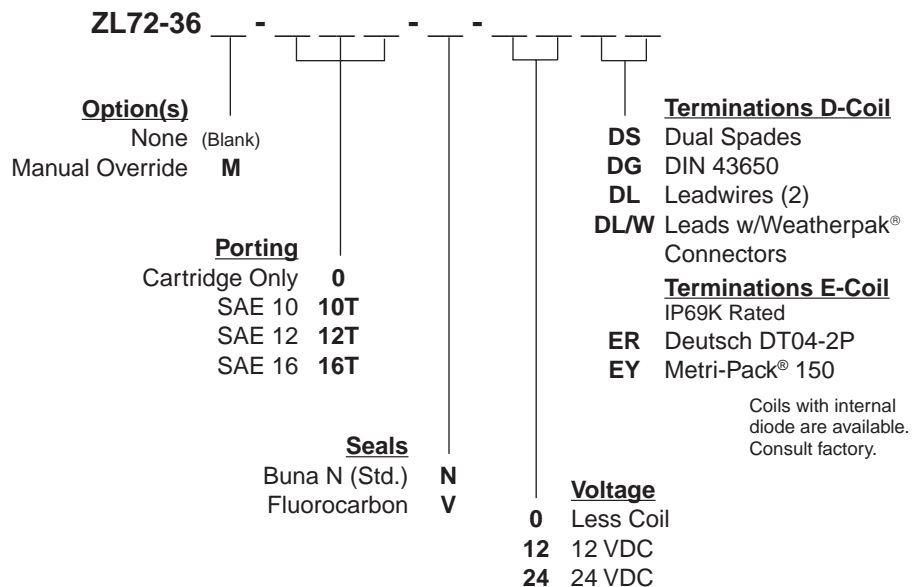 ZL72-36 __ - __ __ __ - __ - __ __ __ __
Option(s)
None (Blank)
Manual Override M
Porting
Cartridge Only 0
SAE 10 10T
SAE 12 12T
SAE 16 16T
Seals
Buna N (Std.) N
Fluorocarbon V
Voltage
0 Less Coil
12 12 VDC
24 24 VDC
Terminations D-Coil
DS Dual Spades
DG DIN 43650
DL Leadwires (2)
DL/W Leads w/Weatherpak®
Connectors
Terminations E-Coil
IP69K Rated
ER Deutsch DT04-2P
EY Metri-Pack® 150
Coils with internal
diode are available.
Consult factory.